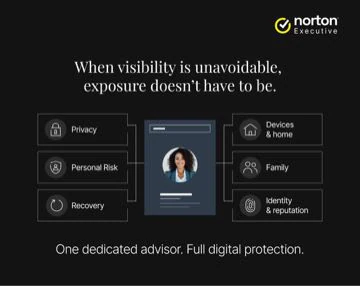 norton
Executive
When visibility is unavoidable,
exposure doesn't have to be.
Privacy
Personal Risk
Recovery
Devices
& home
Family
Identity
& reputation
One dedicated advisor. Full digital protection.